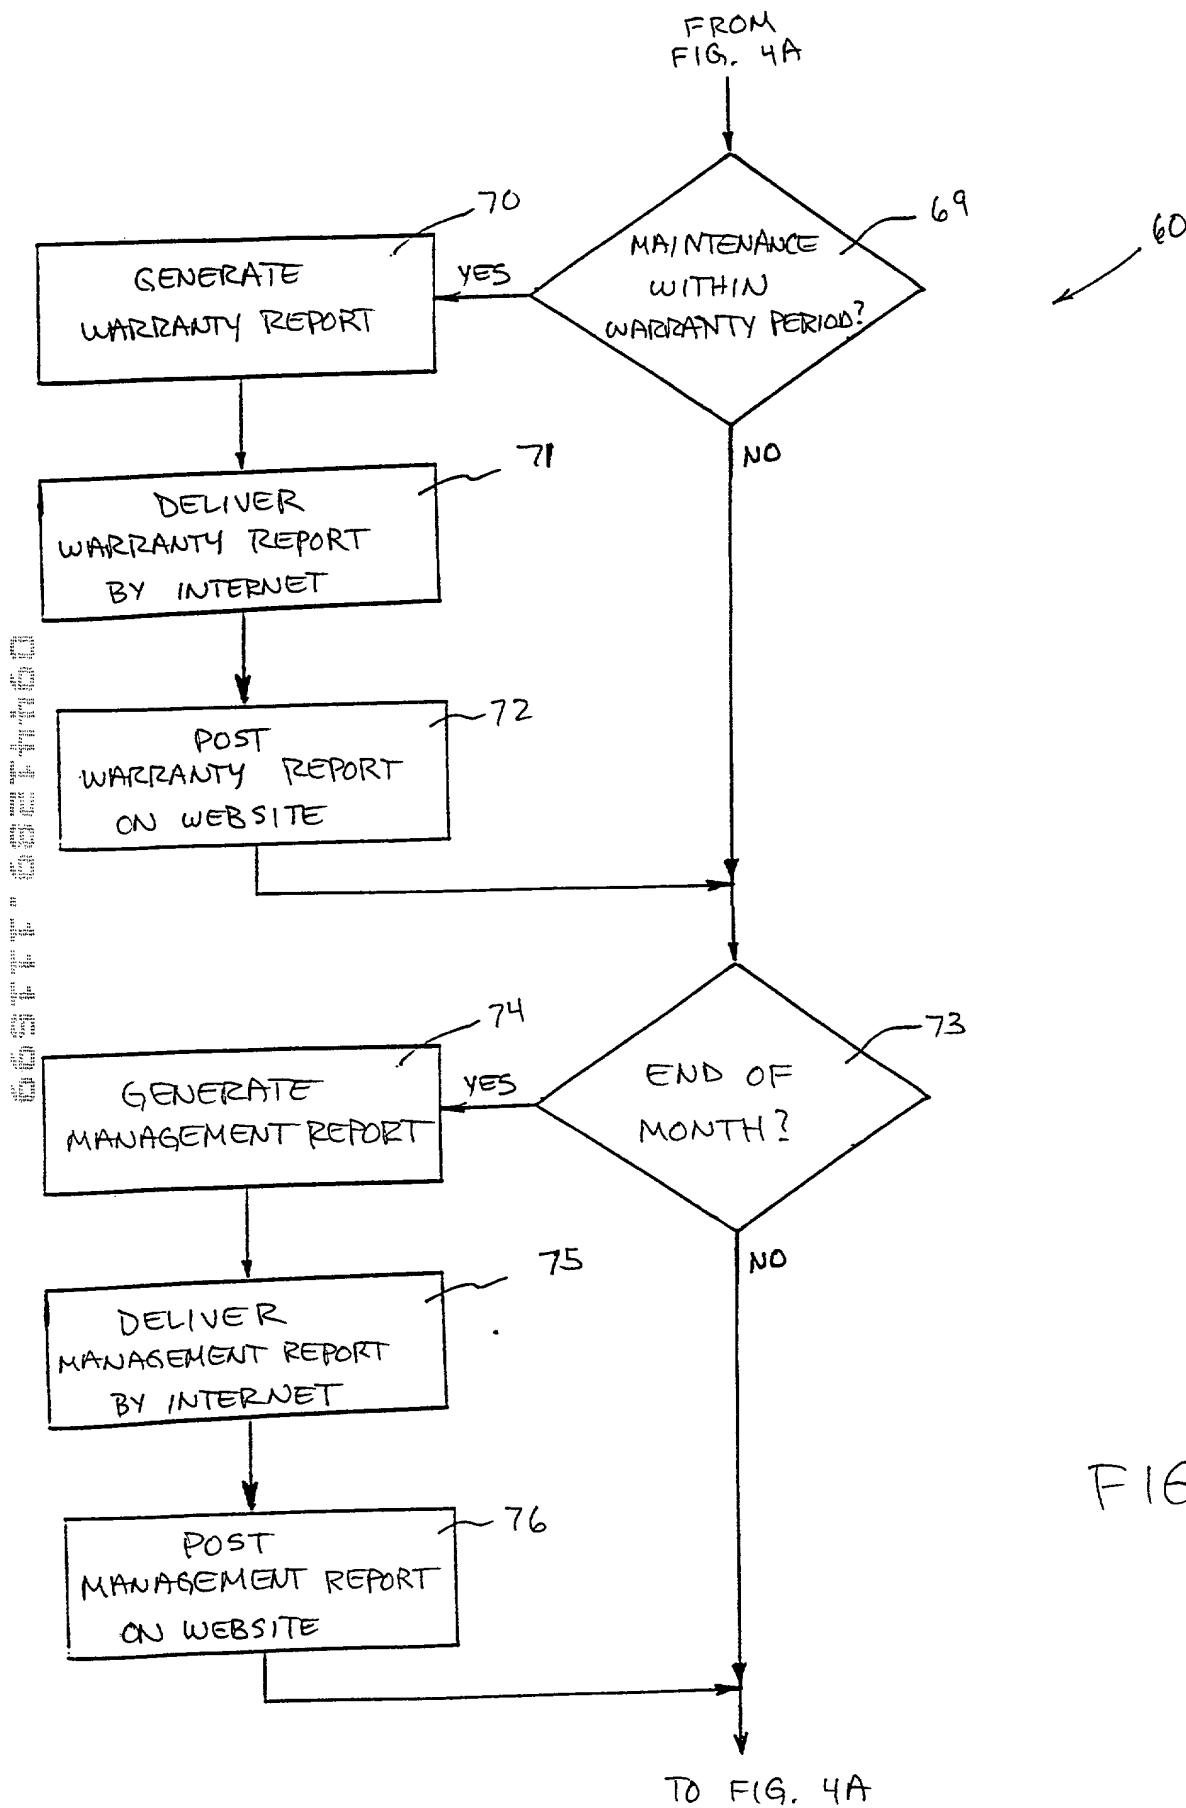 FROM
FIG. 4A
69
60
MAINTENANCE
WITHIN
WARRANTY PERIOD?
YES
NO
70
GENERATE
WARRANTY REPORT
71
DELIVER
WARRANTY REPORT
BY INTERNET
72
POST
WARRANTY REPORT
ON WEBSITE
73
END OF
MONTH?
YES
NO
74
GENERATE
MANAGEMENT REPORT
75
DELIVER
MANAGEMENT REPORT
BY INTERNET
76
POST
MANAGEMENT REPORT
ON WEBSITE
FIG
TO FIG. 4A